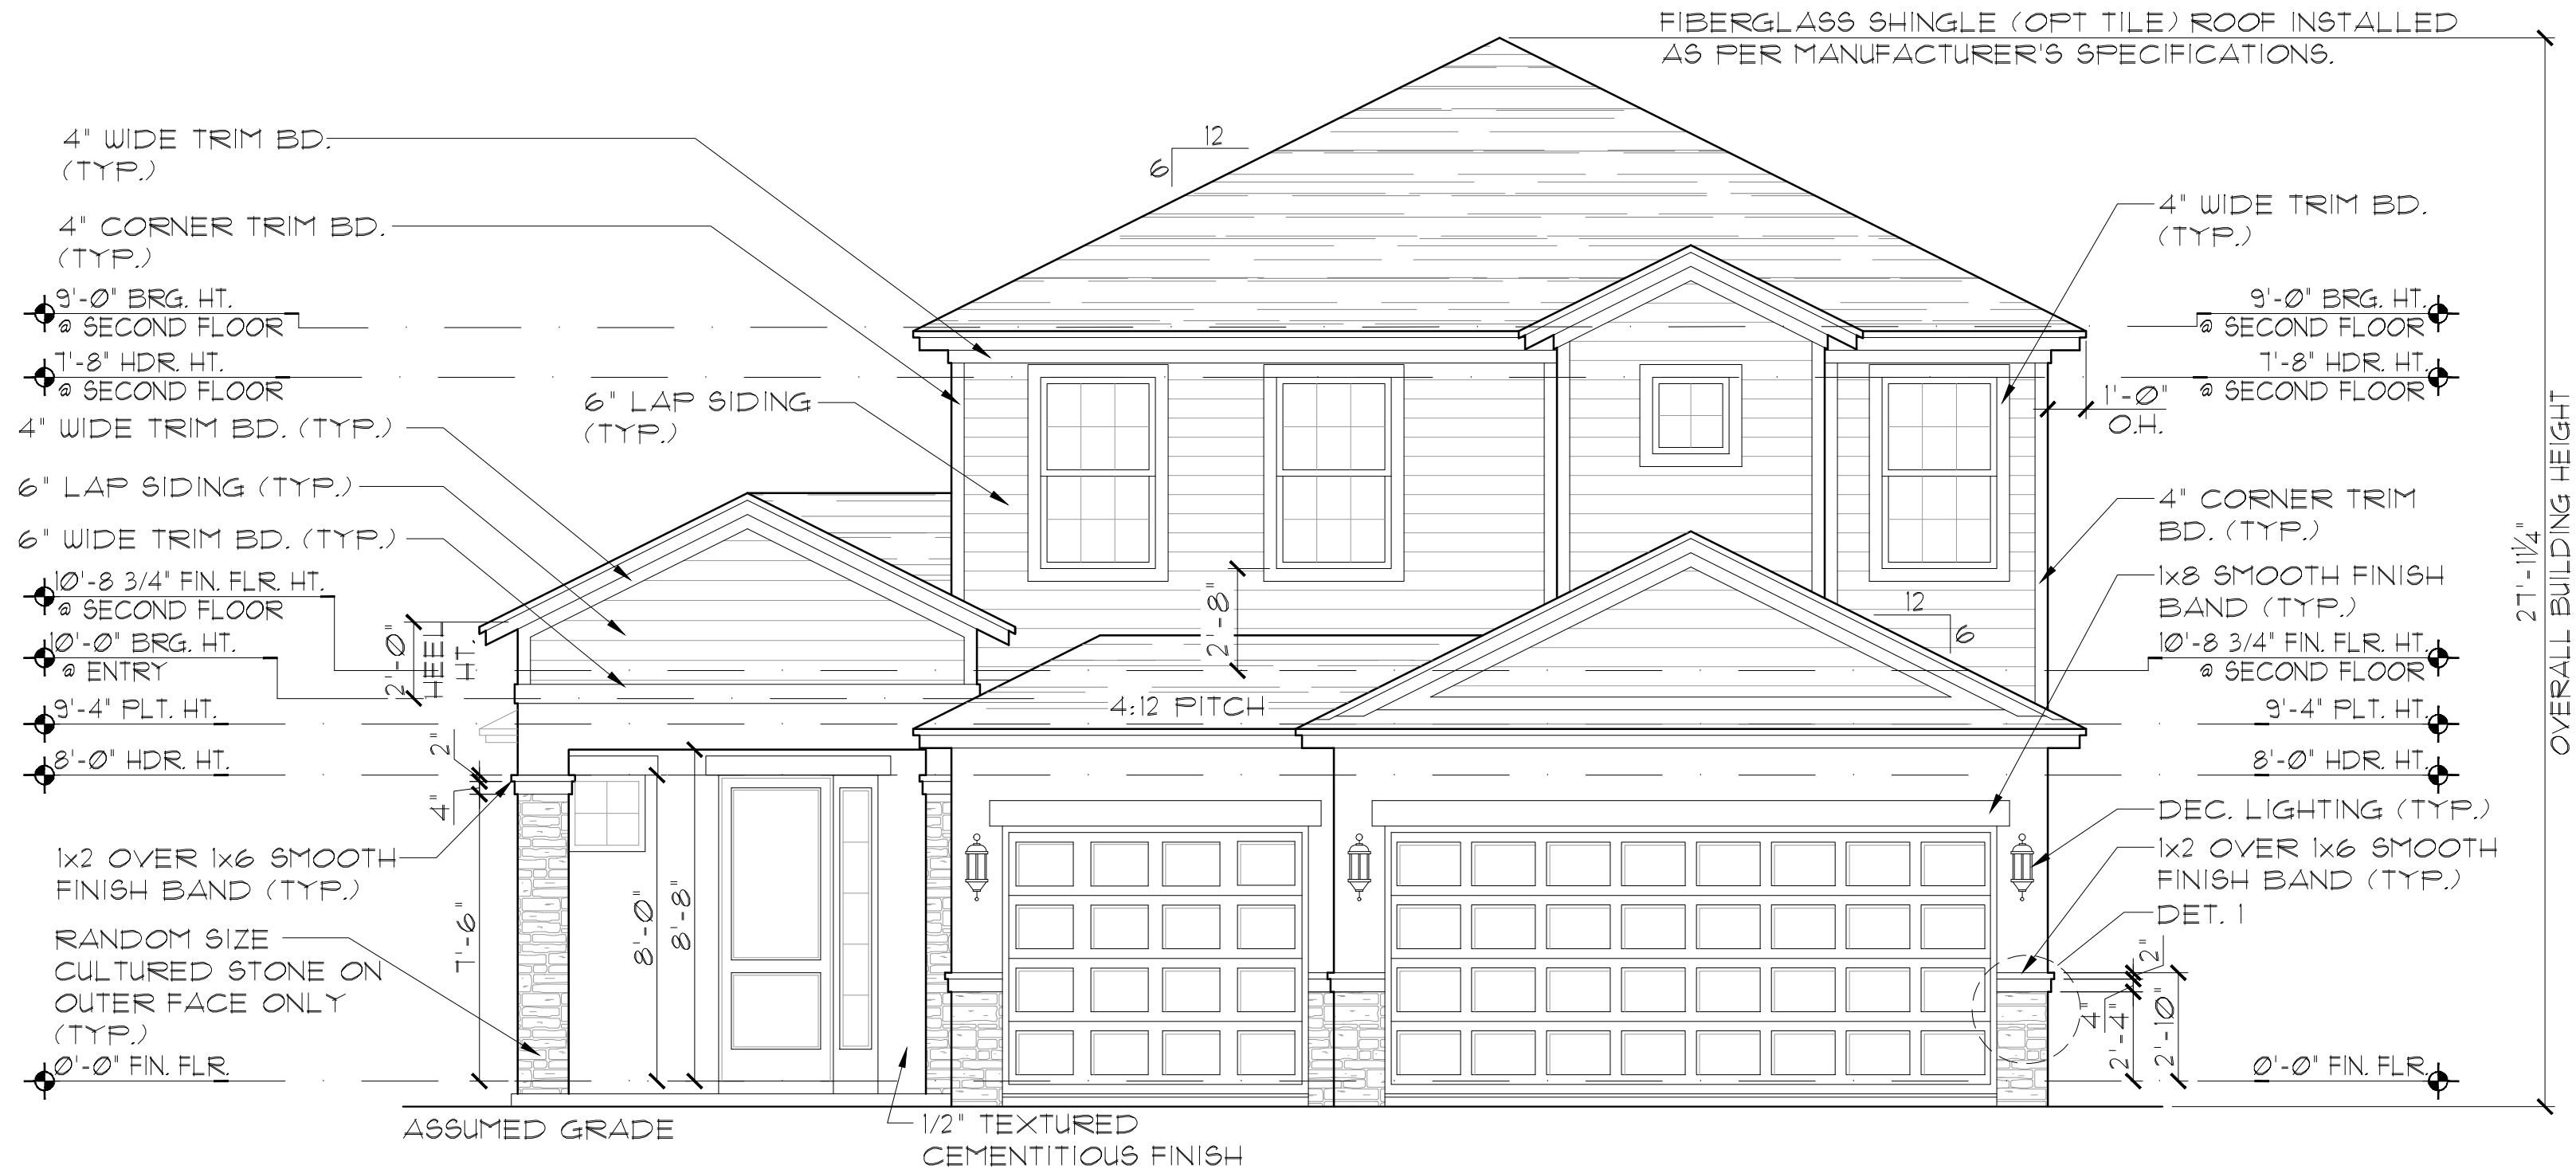 FIBERGLASS SHINGLE (OPT TILE) ROOF INSTALLED
AS PER MANUFACTURER'S SPECIFICATIONS.
12
6
4" WIDE TRIM BD.
(TYP.)
4" CORNER TRIM BD.
(TYP.)
9'-0" BRG. HT.
@ SECOND FLOOR
7'-8" HDR. HT.
@ SECOND FLOOR
4" WIDE TRIM BD. (TYP.)
6" LAP SIDING (TYP.)
6" WIDE TRIM BD. (TYP.)
10'-8 3/4" FIN. FLR. HT.
@ SECOND FLOOR
10'-0" BRG. HT.
@ ENTRY
9'-4" PLT. HT.
8'-0" HDR. HT.
2'-0"
HEEL
HT.
2"
4"
1x2 OVER 1x6 SMOOTH
FINISH BAND (TYP.)
7'-6"
RANDOM SIZE
CULTURED STONE ON
OUTER FACE ONLY
(TYP.)
0'-0" FIN. FLR.
ASSUMED GRADE
6" LAP SIDING
(TYP.)
2'-8"
4:12 PITCH
8'-0"
8'-8"
1/2" TEXTURED
CEMENTITIOUS FINISH
12
6
4" WIDE TRIM BD.
(TYP.)
9'-0" BRG. HT.
@ SECOND FLOOR
7'-8" HDR. HT.
@ SECOND FLOOR
1'-0"
O.H.
4" CORNER TRIM
BD. (TYP.)
1x8 SMOOTH FINISH
BAND (TYP.)
10'-8 3/4" FIN. FLR. HT.
@ SECOND FLOOR
9'-4" PLT. HT.
8'-0" HDR. HT.
DEC. LIGHTING (TYP.)
1x2 OVER 1x6 SMOOTH
FINISH BAND (TYP.)
DET. 1
2"
4"
2'-4"
2'-10"
0'-0" FIN. FLR.
27'-1¼"
OVERALL BUILDING HEIGHT